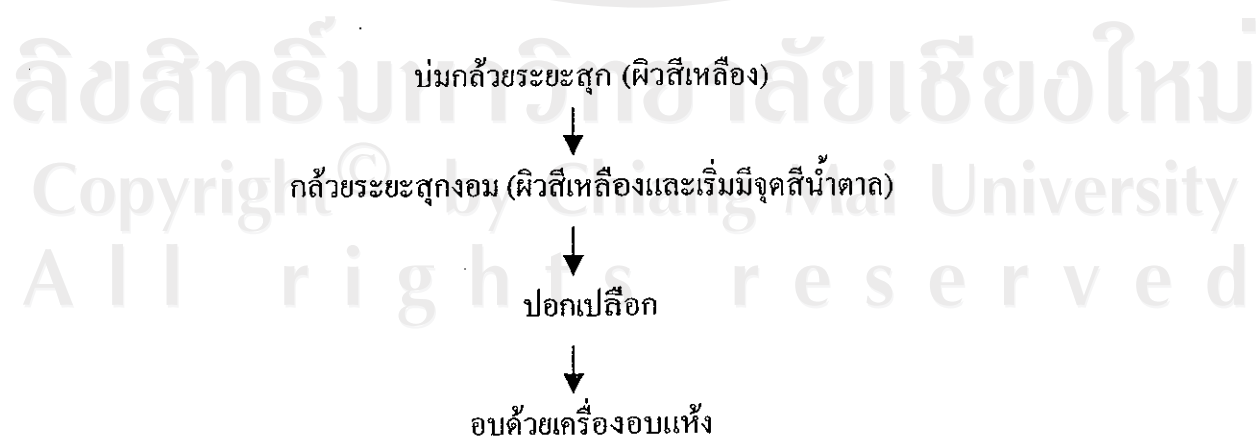 บ่มกล้วยระยะสุก (ผิวสีเหลือง)
กล้วยระยะสุกงอม (ผิวสีเหลืองและเริ่มมีจุดสีน้ำตาล)
ปอกเปลือก
อบด้วยเครื่องอบแห้ง
ลิขสิทธิ์มหาวิทยาลัยเชียงใหม่
Copyright© by Chiang Mai University
All rights reserved